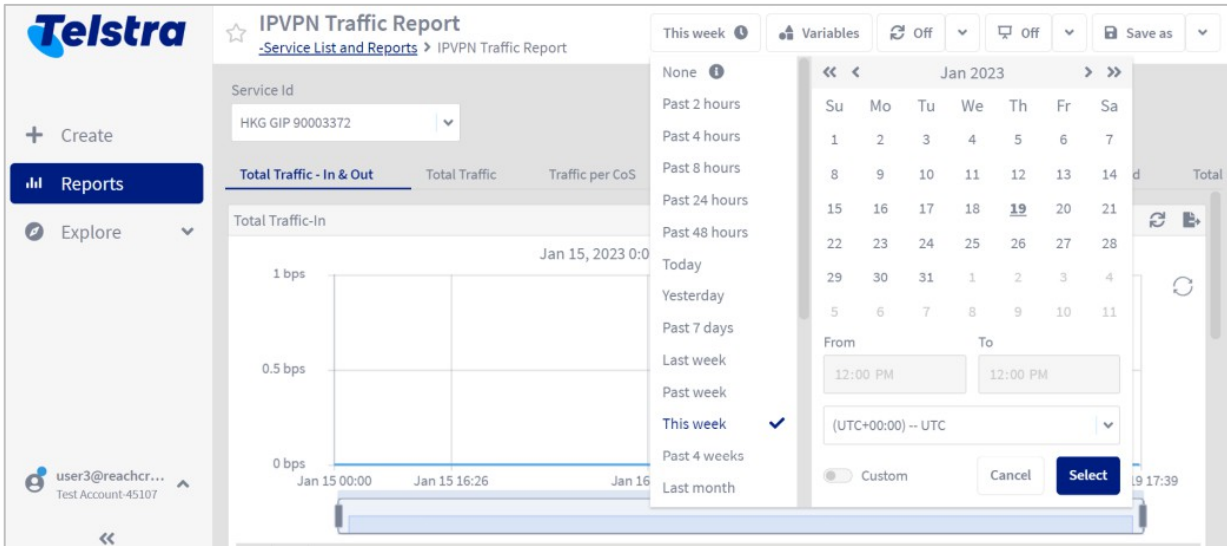 Telstra
IPVPN Traffic Report
-Service List and Reports > IPVPN Traffic Report
This week
Variables
Off
Off
Save as
Create
Reports
Explore
user3@reachcr...
Test Account-45107
Service Id
HKG GIP 90003372
Total Traffic - In & Out
Total Traffic
Traffic per CoS
d
Total
Total Traffic-In
Jan 15, 2023 0:0
1 bps
0.5 bps
0 bps
Jan 15 00:00
Jan 15 16:26
Jan 16
19 17:39
None
Past 2 hours
Past 4 hours
Past 8 hours
Past 24 hours
Past 48 hours
Today
Yesterday
Past 7 days
Last week
Past week
This week
Past 4 weeks
Last month
Jan 2023
Su Mo Tu We Th Fr Sa
1 2 3 4 5 6 7
8 9 10 11 12 13 14
15 16 17 18 19 20 21
22 23 24 25 26 27 28
29 30 31 1 2 3 4
5 6 7 8 9 10 11
From To
12:00 PM 12:00 PM
(UTC+00:00) -- UTC
Custom
Cancel
Select